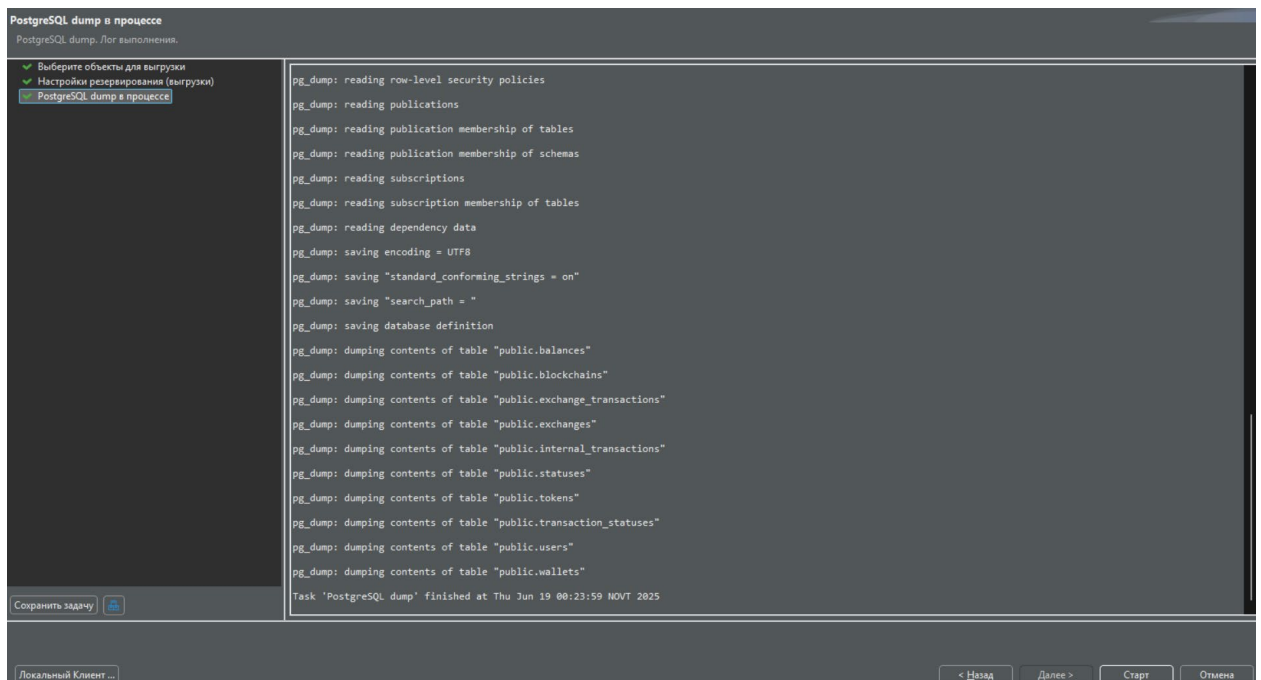 PostgreSQL dump в процессе
PostgreSQL dump. Лог выполнения.
Выберите объекты для выгрузки
Настройки резервирования (выгрузки)
PostgreSQL dump в процессе
pg_dump: reading row-level security policies
pg_dump: reading publications
pg_dump: reading publication membership of tables
pg_dump: reading publication membership of schemas
pg_dump: reading subscriptions
pg_dump: reading subscription membership of tables
pg_dump: reading dependency data
pg_dump: saving encoding = UTF8
pg_dump: saving "standard_conforming_strings = on"
pg_dump: saving "search_path = "
pg_dump: saving database definition
pg_dump: dumping contents of table "public.balances"
pg_dump: dumping contents of table "public.blockchains"
pg_dump: dumping contents of table "public.exchange_transactions"
pg_dump: dumping contents of table "public.exchanges"
pg_dump: dumping contents of table "public.internal_transactions"
pg_dump: dumping contents of table "public.statuses"
pg_dump: dumping contents of table "public.tokens"
pg_dump: dumping contents of table "public.transaction_statuses"
pg_dump: dumping contents of table "public.users"
pg_dump: dumping contents of table "public.wallets"
Task 'PostgreSQL dump' finished at Thu Jun 19 00:23:59 NOVT 2025
Сохранить задачу
Локальный Клиент ...
< Назад
Далее >
Старт
Отмена